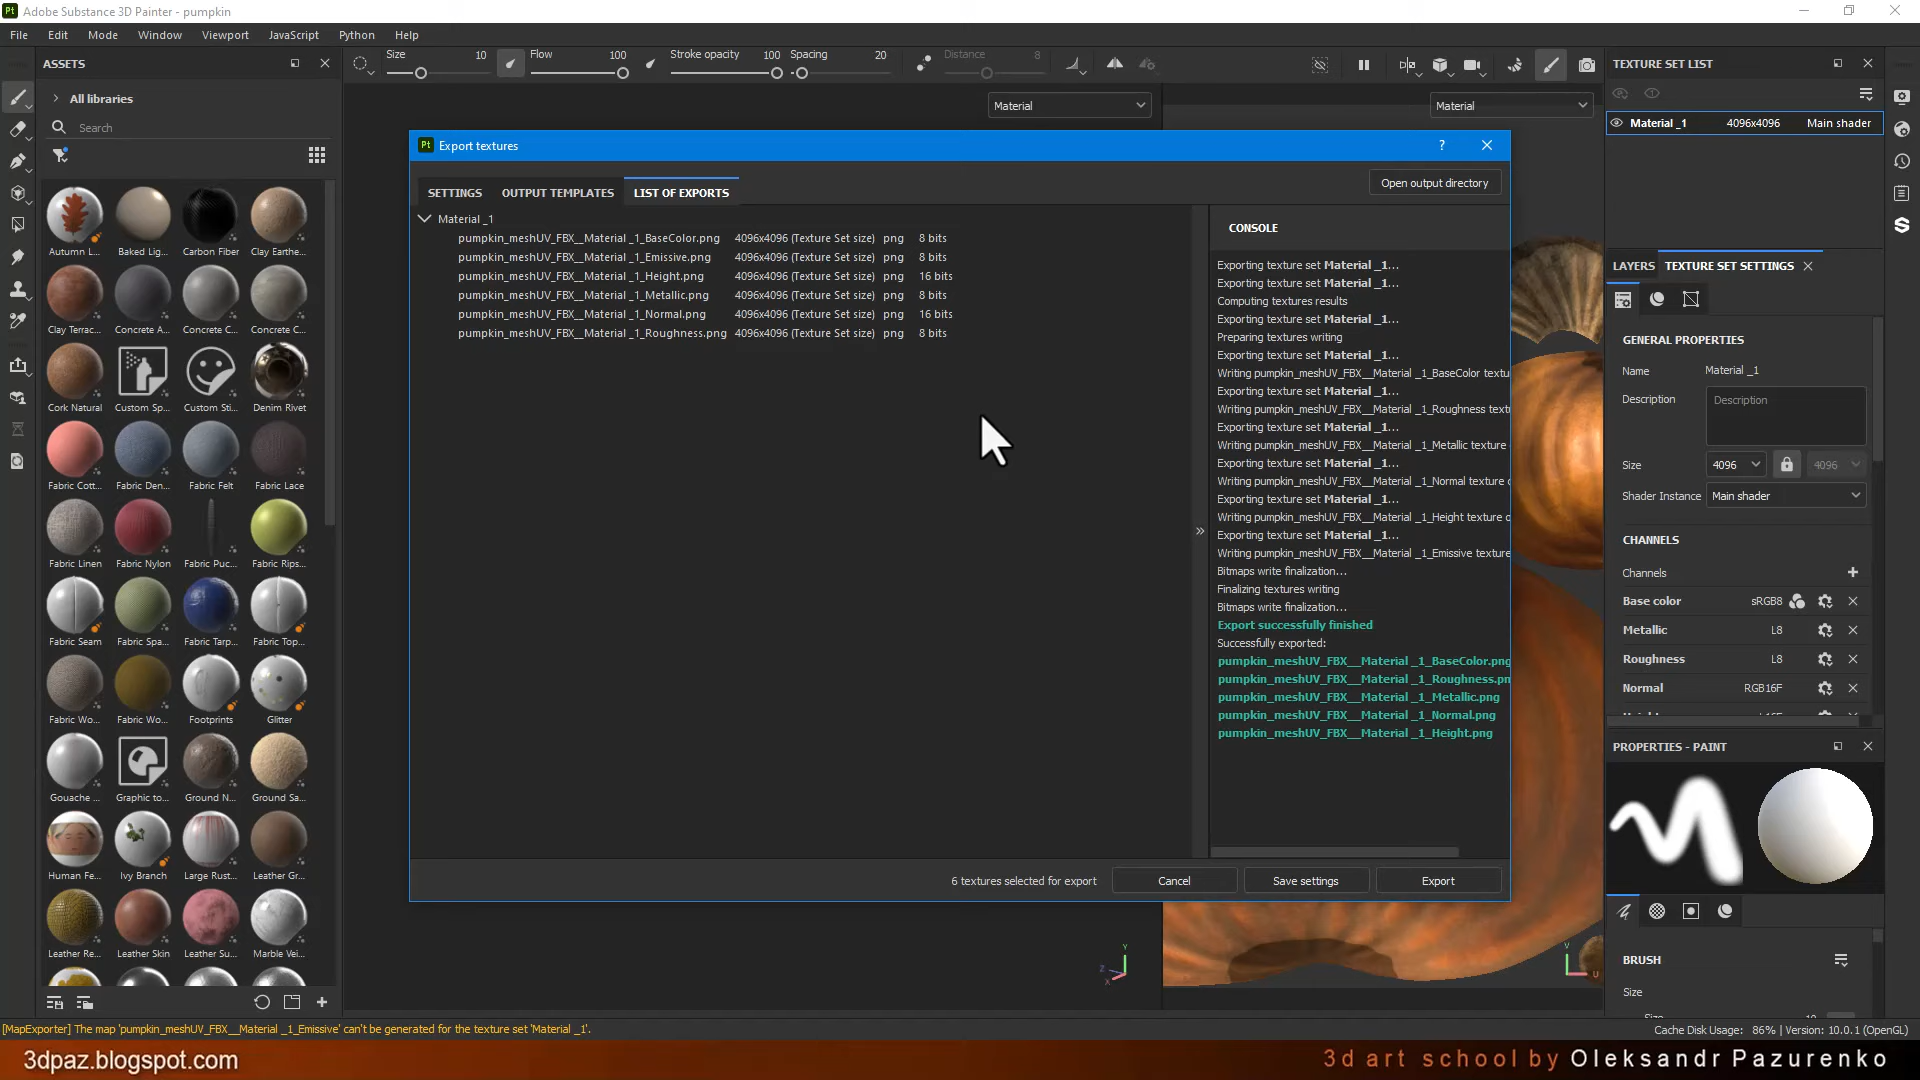 Adobe Substance 3D Painter - pumpkin
File Edit Mode Window Viewport JavaScript Python Help
ASSETS
All libraries
Search
Autumn L... Baked Lig... Carbon Fiber Clay Earthe...
Clay Terrac... Concrete A... Concrete C... Concrete C...
Cork Natural Custom Sp... Custom Sti... Denim Rivet
Fabric Cott... Fabric Den... Fabric Felt Fabric Lace
Fabric Linen Fabric Nylon Fabric Puc... Fabric Rips...
Fabric Seam Fabric Spa... Fabric Tarp... Fabric Top...
Fabric Wo... Fabric Wo... Footprints Glitter
Gouache ... Graphic to... Ground N... Ground Sa...
Human Fe... Ivy Branch Large Rust... Leather Gr...
Leather Re... Leather Skin Leather Su... Marble Vei...
Size 10 Flow 100 Stroke opacity 100 Spacing 20 Distance 8
Material
Material
Export textures
?
SETTINGS OUTPUT TEMPLATES LIST OF EXPORTS
Open output directory
Material _1
pumpkin_meshUV_FBX__Material _1_BaseColor.png 4096x4096 (Texture Set size) png 8 bits
pumpkin_meshUV_FBX__Material _1_Emissive.png 4096x4096 (Texture Set size) png 8 bits
pumpkin_meshUV_FBX__Material _1_Height.png 4096x4096 (Texture Set size) png 16 bits
pumpkin_meshUV_FBX__Material _1_Metallic.png 4096x4096 (Texture Set size) png 8 bits
pumpkin_meshUV_FBX__Material _1_Normal.png 4096x4096 (Texture Set size) png 16 bits
pumpkin_meshUV_FBX__Material _1_Roughness.png 4096x4096 (Texture Set size) png 8 bits
CONSOLE
Exporting texture set Material _1...
Exporting texture set Material _1...
Computing textures results
Exporting texture set Material _1...
Preparing textures writing
Exporting texture set Material _1...
Writing pumpkin_meshUV_FBX__Material _1_BaseColor textu
Exporting texture set Material _1...
Writing pumpkin_meshUV_FBX__Material _1_Roughness text
Exporting texture set Material _1...
Writing pumpkin_meshUV_FBX__Material _1_Metallic texture
Exporting texture set Material _1...
Writing pumpkin_meshUV_FBX__Material _1_Normal texture o
Exporting texture set Material _1...
Writing pumpkin_meshUV_FBX__Material _1_Height texture o
Exporting texture set Material _1...
Writing pumpkin_meshUV_FBX__Material _1_Emissive texture
Bitmaps write finalization...
Finalizing textures writing
Bitmaps write finalization...
Export successfully finished
Successfully exported:
pumpkin_meshUV_FBX__Material _1_BaseColor.png
pumpkin_meshUV_FBX__Material _1_Roughness.pn
pumpkin_meshUV_FBX__Material _1_Metallic.png
pumpkin_meshUV_FBX__Material _1_Normal.png
pumpkin_meshUV_FBX__Material _1_Height.png
6 textures selected for export Cancel Save settings Export
Y
Z
X
V
U
TEXTURE SET LIST
Material _1 4096x4096 Main shader
LAYERS TEXTURE SET SETTINGS
GENERAL PROPERTIES
Name Material _1
Description Description
Size 4096 4096
Shader Instance Main shader
CHANNELS
Channels
Base color sRGB8
Metallic L8
Roughness L8
Normal RGB16F
PROPERTIES - PAINT
BRUSH
Size
[MapExporter] The map 'pumpkin_meshUV_FBX__Material _1_Emissive' can't be generated for the texture set 'Material _1'.
Cache Disk Usage: 86% | Version: 10.0.1 (OpenGL)
3dpaz.blogspot.com
3d art school by Oleksandr Pazurenko